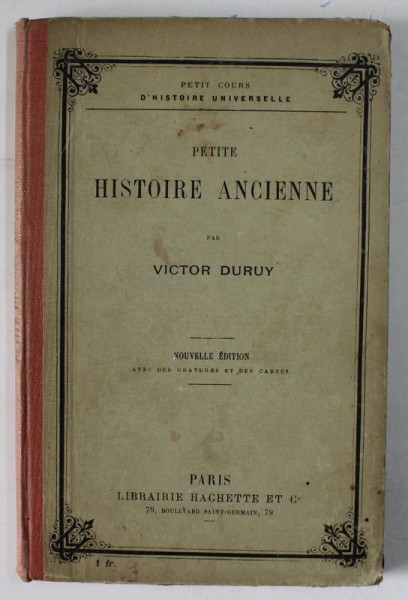 PETIT COURS
D'HISTOIRE UNIVERSELLE
PETITE
HISTOIRE ANCIENNE
PAR
VICTOR DURUY
NOUVELLE ÉDITION
AVEC DES GRAVURES ET DES CARTES
PARIS
LIBRAIRIE HACHETTE ET Cie
79, BOULEVARD SAINT-GERMAIN, 79
1 fr.